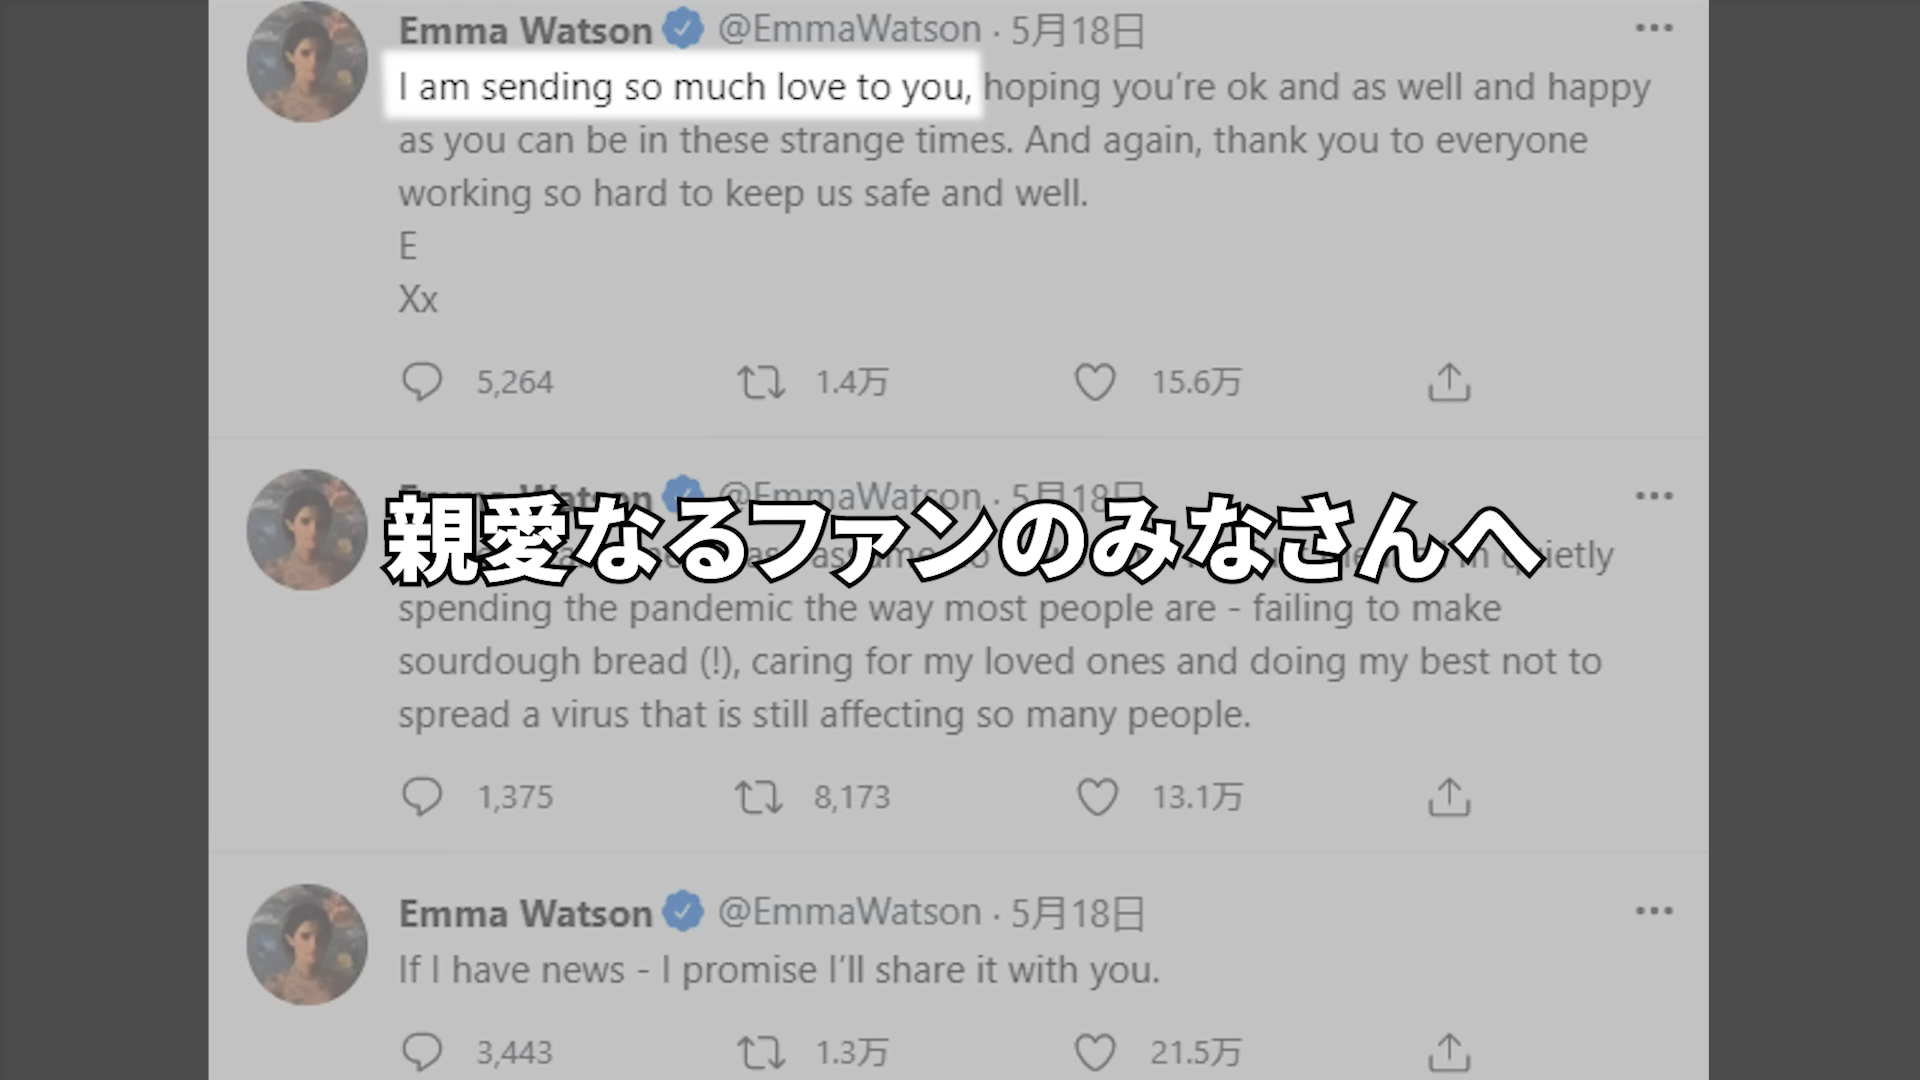 Emma Watson @EmmaWatson · 5月18日
I am sending so much love to you, hoping you're ok and as well and happy
as you can be in these strange times. And again, thank you to everyone
working so hard to keep us safe and well.
E
Xx
5,264 1.4万 15.6万
Emma Watson @EmmaWatson · 5月18日
親愛なるファンのみなさんへ
quietly
spending the pandemic the way most people are - failing to make
sourdough bread (!), caring for my loved ones and doing my best not to
spread a virus that is still affecting so many people.
1,375 8,173 13.1万
Emma Watson @EmmaWatson · 5月18日
If I have news - I promise I'll share it with you.
3,443 1.3万 21.5万